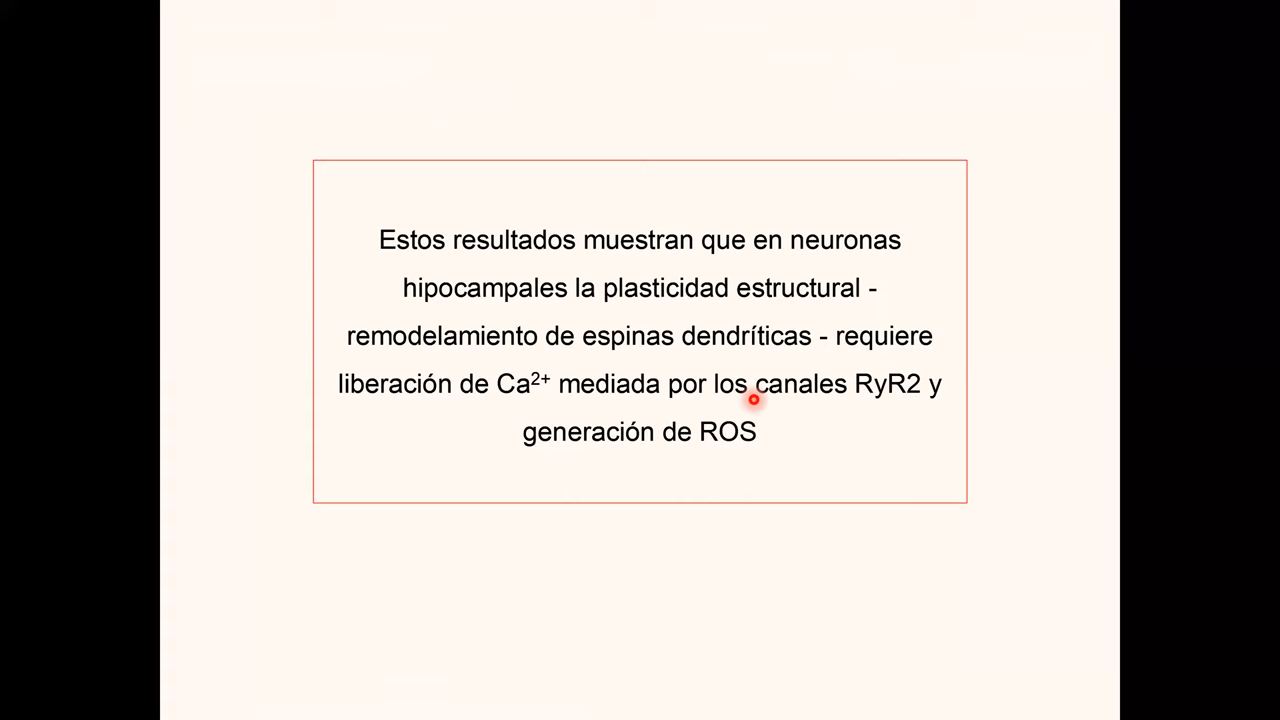 Estos resultados muestran que en neuronas
hipocampales la plasticidad estructural -
remodelamiento de espinas dendríticas - requiere
liberación de Ca²⁺ mediada por los canales RyR2 y
generación de ROS